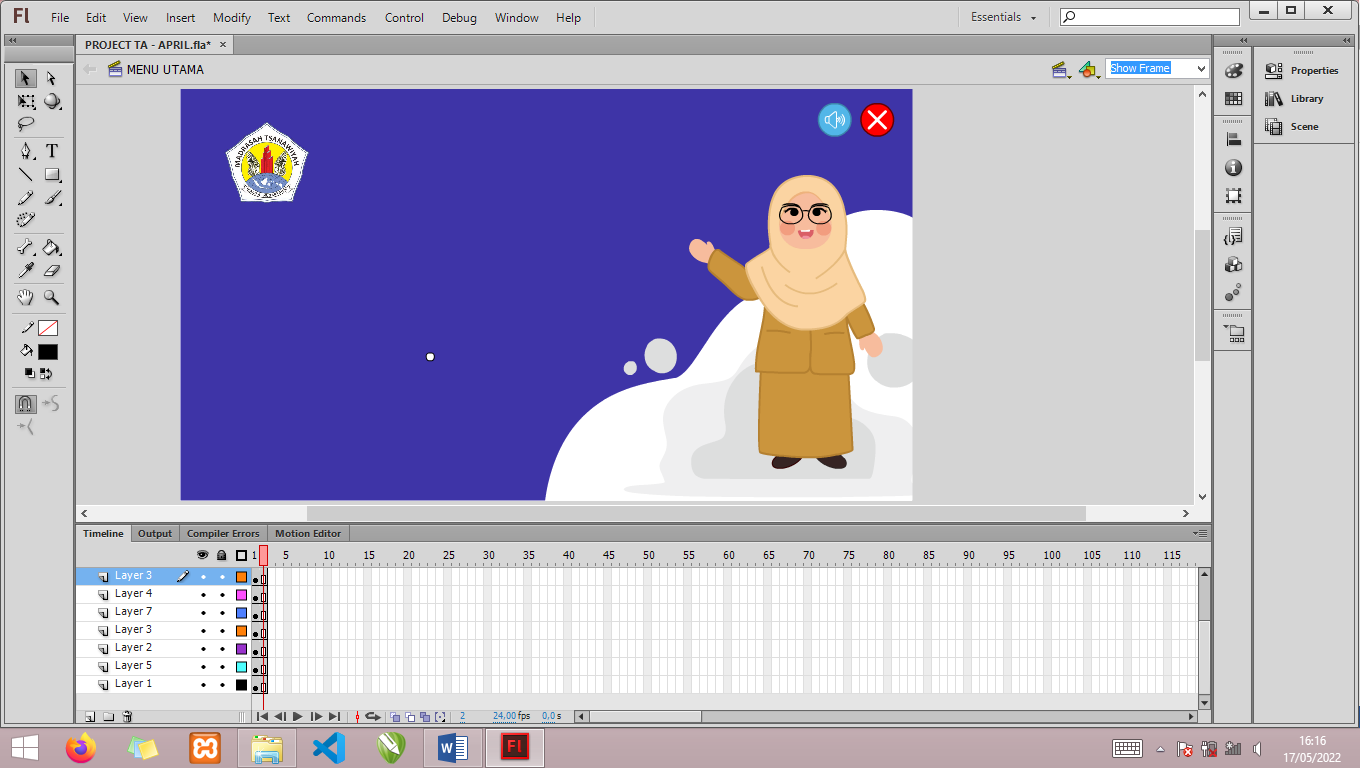 Fl File Edit View Insert Modify Text Commands Control Debug Window Help Essentials
PROJECT TA - APRIL.fla* ×
MENU UTAMA Show Frame
Properties
Library
Scene
MADRASAH TSANAWIYAH
T
Timeline Output Compiler Errors Motion Editor
1 5 10 15 20 25 30 35 40 45 50 55 60 65 70 75 80 85 90 95 100 105 110 115
Layer 3
Layer 4
Layer 7
Layer 3
Layer 2
Layer 5
Layer 1
2 24,00 fps 0,0 s
W Fl
16:16
17/05/2022